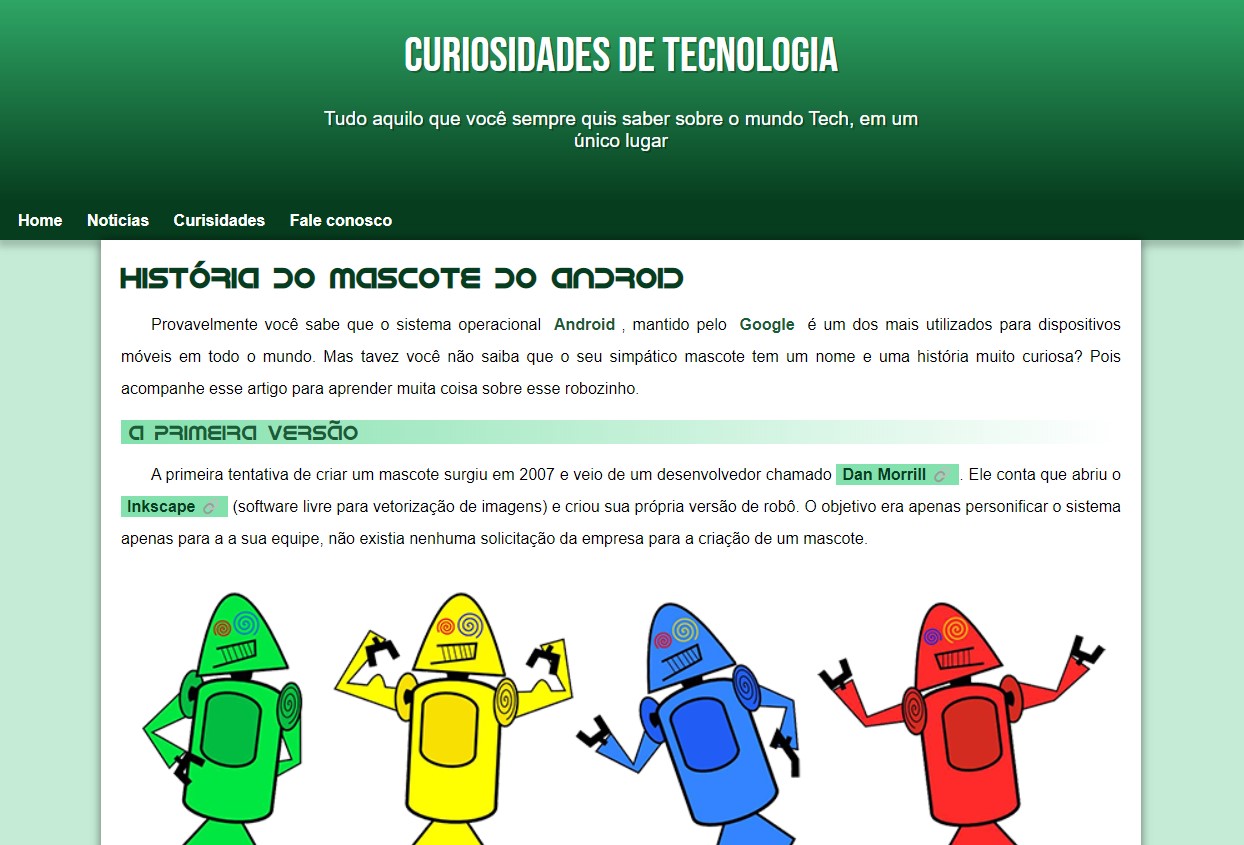 CURIOSIDADES DE TECNOLOGIA
Tudo aquilo que você sempre quis saber sobre o mundo Tech, em um
único lugar
Home Noticías Curisidades Fale conosco
HISTÓRIA DO MASCOTE DO ANDROID
Provavelmente você sabe que o sistema operacional Android , mantido pelo Google é um dos mais utilizados para dispositivos
móveis em todo o mundo. Mas tavez você não saiba que o seu simpático mascote tem um nome e uma história muito curiosa? Pois
acompanhe esse artigo para aprender muita coisa sobre esse robozinho.
A PRIMEIRA VERSÃO
A primeira tentativa de criar um mascote surgiu em 2007 e veio de um desenvolvedor chamado Dan Morrill . Ele conta que abriu o
Inkscape (software livre para vetorização de imagens) e criou sua própria versão de robô. O objetivo era apenas personificar o sistema
apenas para a a sua equipe, não existia nenhuma solicitação da empresa para a criação de um mascote.